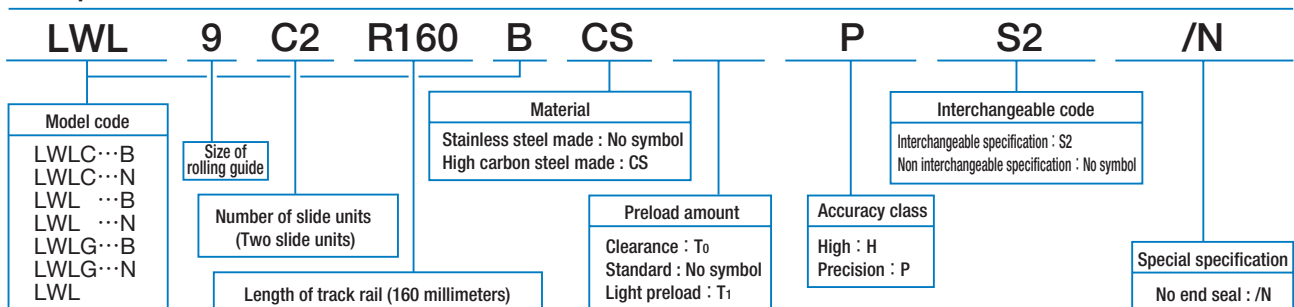 LWL 9 C2 R160 B CS P S2 /N
Model code
LWLC···B
LWLC···N
LWL ···B
LWL ···N
LWLG···B
LWLG···N
LWL
Size of
rolling guide
Number of slide units
(Two slide units)
Length of track rail (160 millimeters)
Material
Stainless steel made : No symbol
High carbon steel made : CS
Preload amount
Clearance : T0
Standard : No symbol
Light preload : T1
Accuracy class
High : H
Precision : P
Interchangeable code
Interchangeable specification : S2
Non interchangeable specification : No symbol
Special specification
No end seal : /N